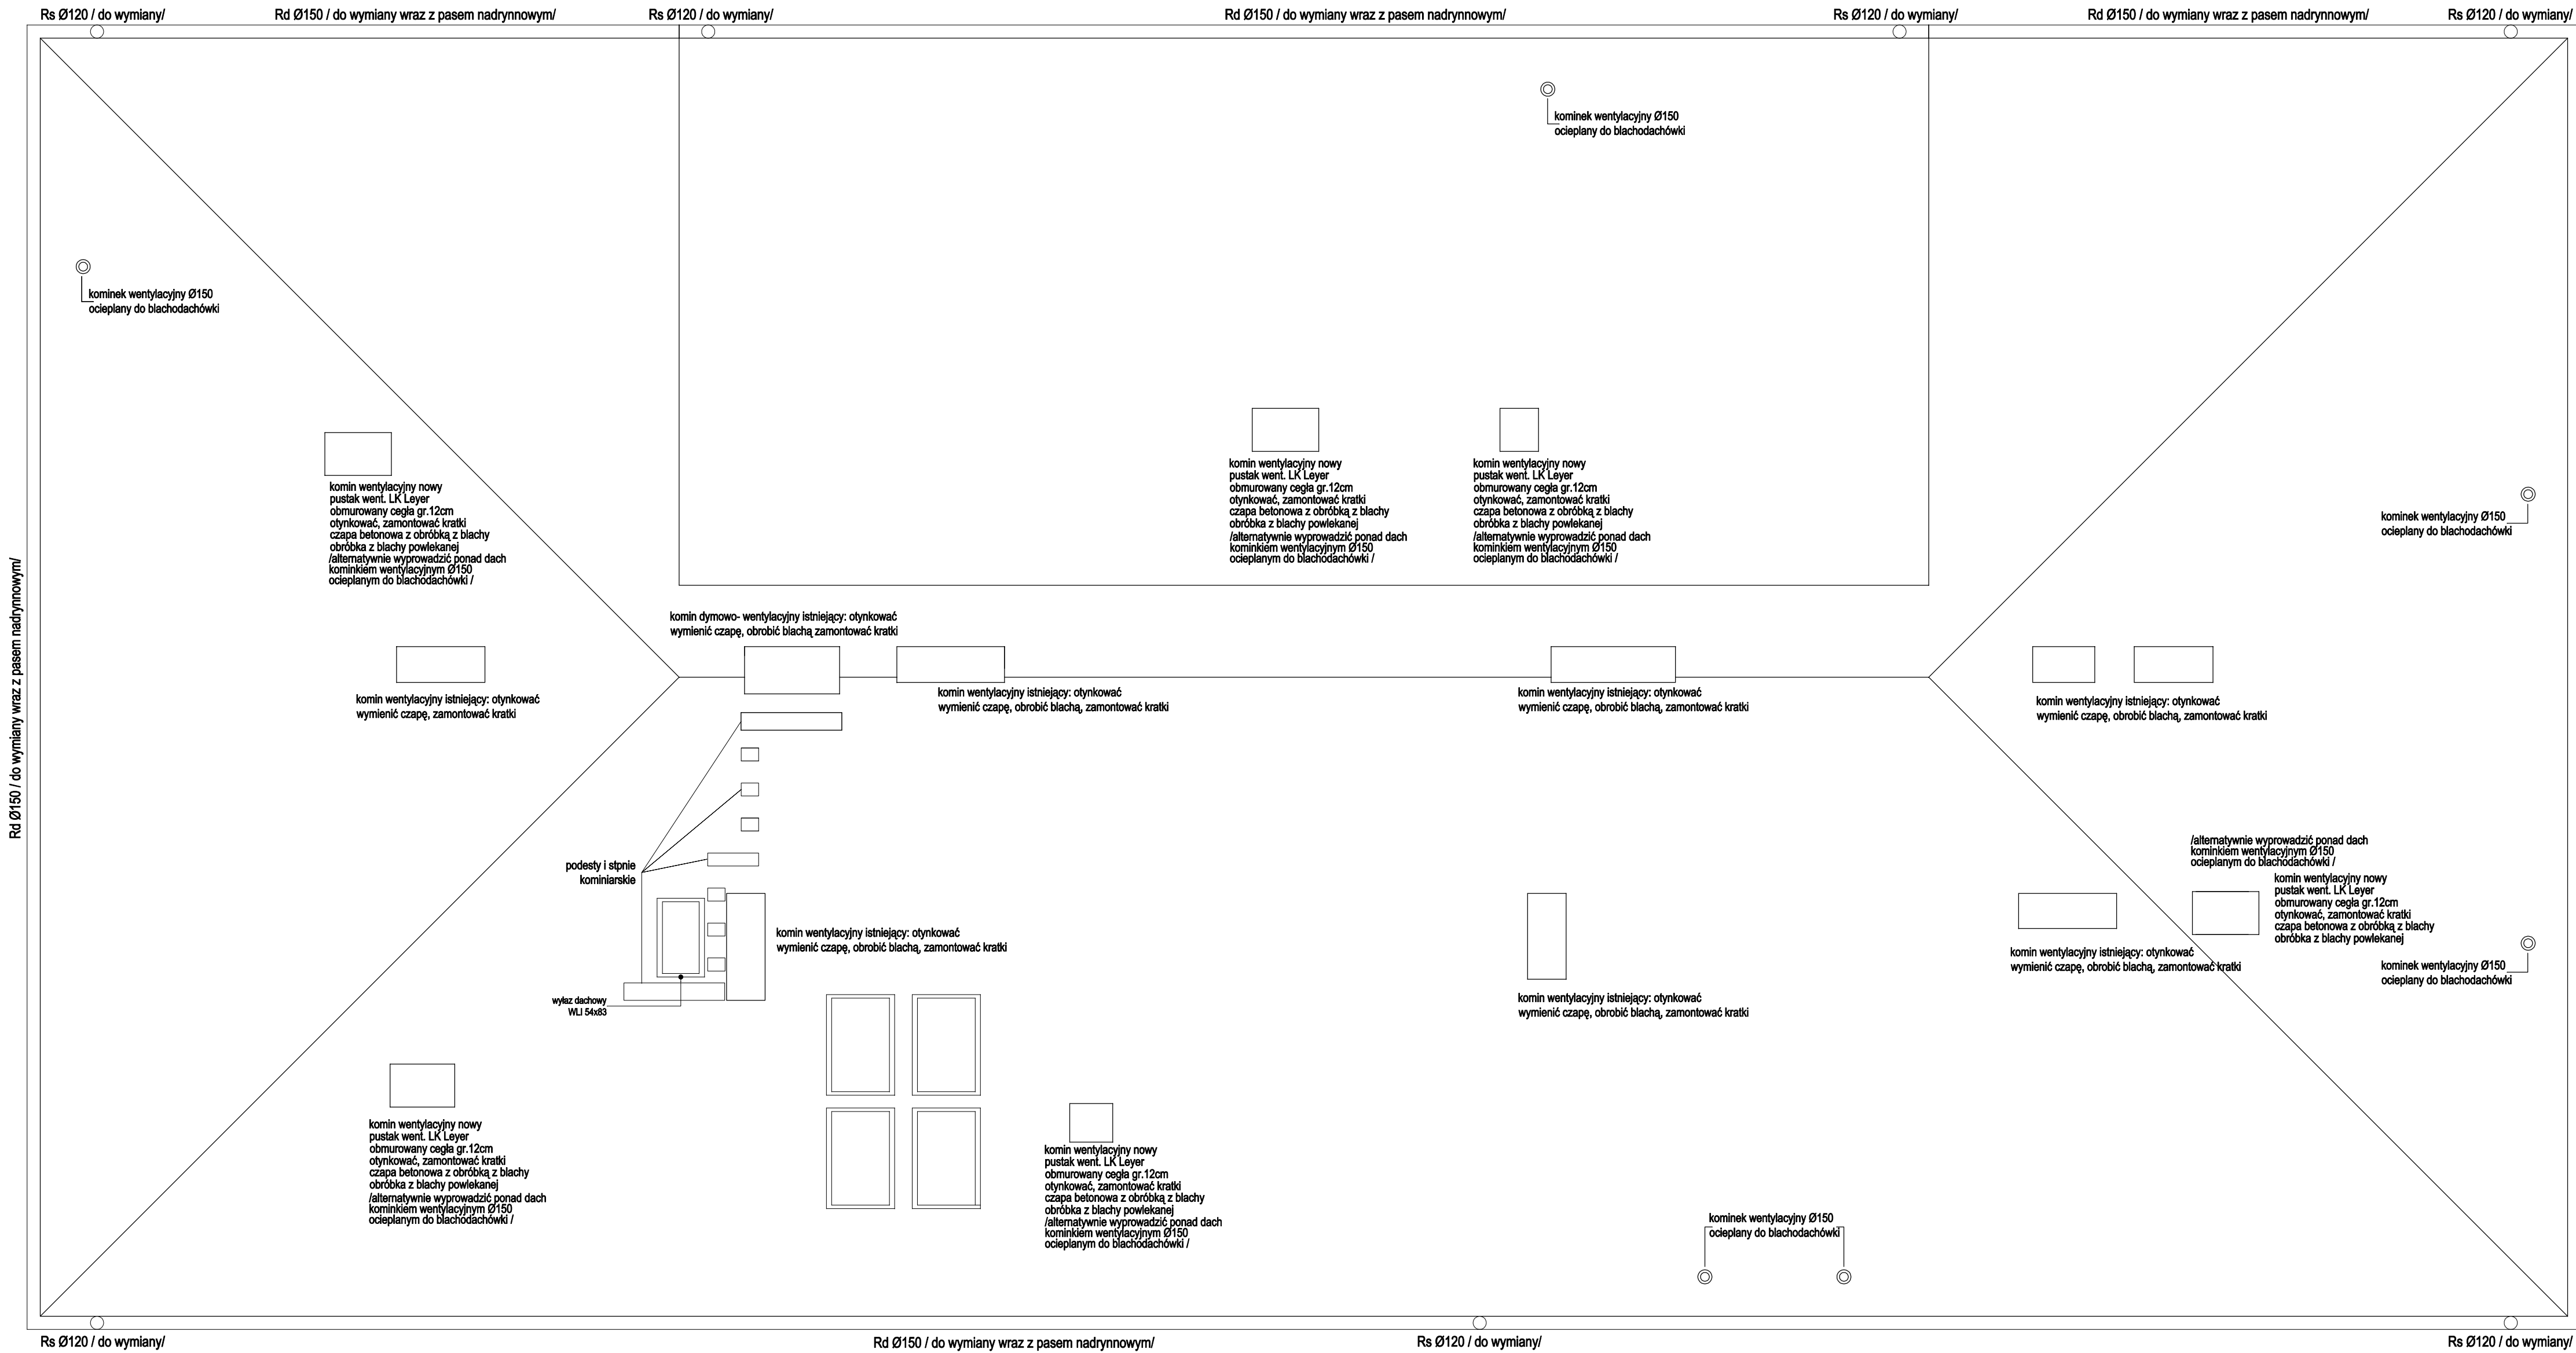 Rs Ø120 / do wymiany/
Rd Ø150 / do wymiany wraz z pasem nadrynnowym/
Rs Ø120 / do wymiany/
Rd Ø150 / do wymiany wraz z pasem nadrynnowym/
Rs Ø120 / do wymiany/
Rd Ø150 / do wymiany wraz z pasem nadrynnowym/
Rs Ø120 / do wymiany/
kominek wentylacyjny Ø150
ocieplany do blachodachówki
kominek wentylacyjny Ø150
ocieplany do blachodachówki
komin wentylacyjny nowy
pustak went. LK Leyer
obmurowany cegła gr.12cm
otynkować, zamontować kratki
czapa betonowa z obróbką z blachy
obróbka z blachy powlekanej
/alternatywnie wyprowadzić ponad dach
kominkiem wentylacyjnym Ø150
ocieplanym do blachodachówki /
komin wentylacyjny nowy
pustak went. LK Leyer
obmurowany cegła gr.12cm
otynkować, zamontować kratki
czapa betonowa z obróbką z blachy
obróbka z blachy powlekanej
/alternatywnie wyprowadzić ponad dach
kominkiem wentylacyjnym Ø150
ocieplanym do blachodachówki /
komin wentylacyjny nowy
pustak went. LK Leyer
obmurowany cegła gr.12cm
otynkować, zamontować kratki
czapa betonowa z obróbką z blachy
obróbka z blachy powlekanej
/alternatywnie wyprowadzić ponad dach
kominkiem wentylacyjnym Ø150
ocieplanym do blachodachówki /
kominek wentylacyjny Ø150
ocieplany do blachodachówki
Rd Ø150 / do wymiany wraz z pasem nadrynnowym/
komin dymowo- wentylacyjny istniejący: otynkować
wymienić czapę, obrobić blachą zamontować kratki
komin wentylacyjny istniejący: otynkować
wymienić czapę, zamontować kratki
komin wentylacyjny istniejący: otynkować
wymienić czapę, obrobić blachą, zamontować kratki
komin wentylacyjny istniejący: otynkować
wymienić czapę, obrobić blachą, zamontować kratki
komin wentylacyjny istniejący: otynkować
wymienić czapę, obrobić blachą, zamontować kratki
podesty i stpnie
kominiarskie
/alternatywnie wyprowadzić ponad dach
kominkiem wentylacyjnym Ø150
ocieplanym do blachodachówki /
komin wentylacyjny nowy
pustak went. LK Leyer
obmurowany cegła gr.12cm
otynkować, zamontować kratki
czapa betonowa z obróbką z blachy
obróbka z blachy powlekanej
komin wentylacyjny istniejący: otynkować
wymienić czapę, obrobić blachą, zamontować kratki
komin wentylacyjny istniejący: otynkować
wymienić czapę, obrobić blachą, zamontować kratki
kominek wentylacyjny Ø150
ocieplany do blachodachówki
wyłaz dachowy
WLI 54x83
komin wentylacyjny istniejący: otynkować
wymienić czapę, obrobić blachą, zamontować kratki
komin wentylacyjny nowy
pustak went. LK Leyer
obmurowany cegła gr.12cm
otynkować, zamontować kratki
czapa betonowa z obróbką z blachy
obróbka z blachy powlekanej
/alternatywnie wyprowadzić ponad dach
kominkiem wentylacyjnym Ø150
ocieplanym do blachodachówki /
komin wentylacyjny nowy
pustak went. LK Leyer
obmurowany cegła gr.12cm
otynkować, zamontować kratki
czapa betonowa z obróbką z blachy
obróbka z blachy powlekanej
/alternatywnie wyprowadzić ponad dach
kominkiem wentylacyjnym Ø150
ocieplanym do blachodachówki /
kominek wentylacyjny Ø150
ocieplany do blachodachówki
Rs Ø120 / do wymiany/
Rd Ø150 / do wymiany wraz z pasem nadrynnowym/
Rs Ø120 / do wymiany/
Rs Ø120 / do wymiany/